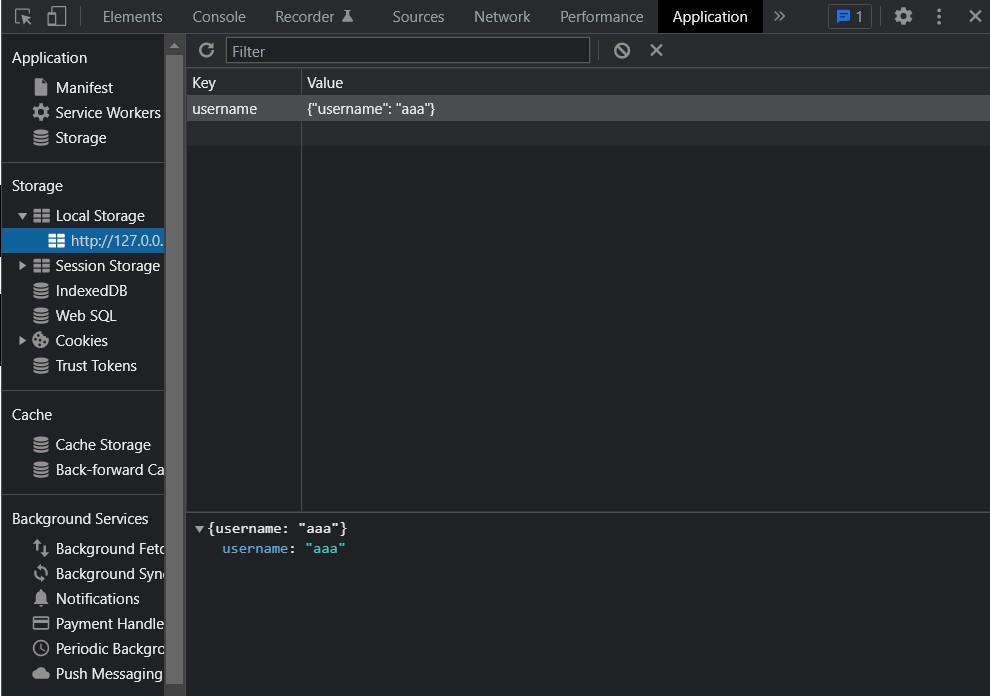 Elements Console Recorder Sources Network Performance Application » 1
Application
Manifest
Service Workers
Storage
Storage
Local Storage
http://127.0.0.
Session Storage
IndexedDB
Web SQL
Cookies
Trust Tokens
Cache
Cache Storage
Back-forward Ca
Background Services
Background Fetc
Background Syn
Notifications
Payment Handle
Periodic Backgro
Push Messaging
Filter
Key Value
username {"username": "aaa"}
{username: "aaa"}
username: "aaa"